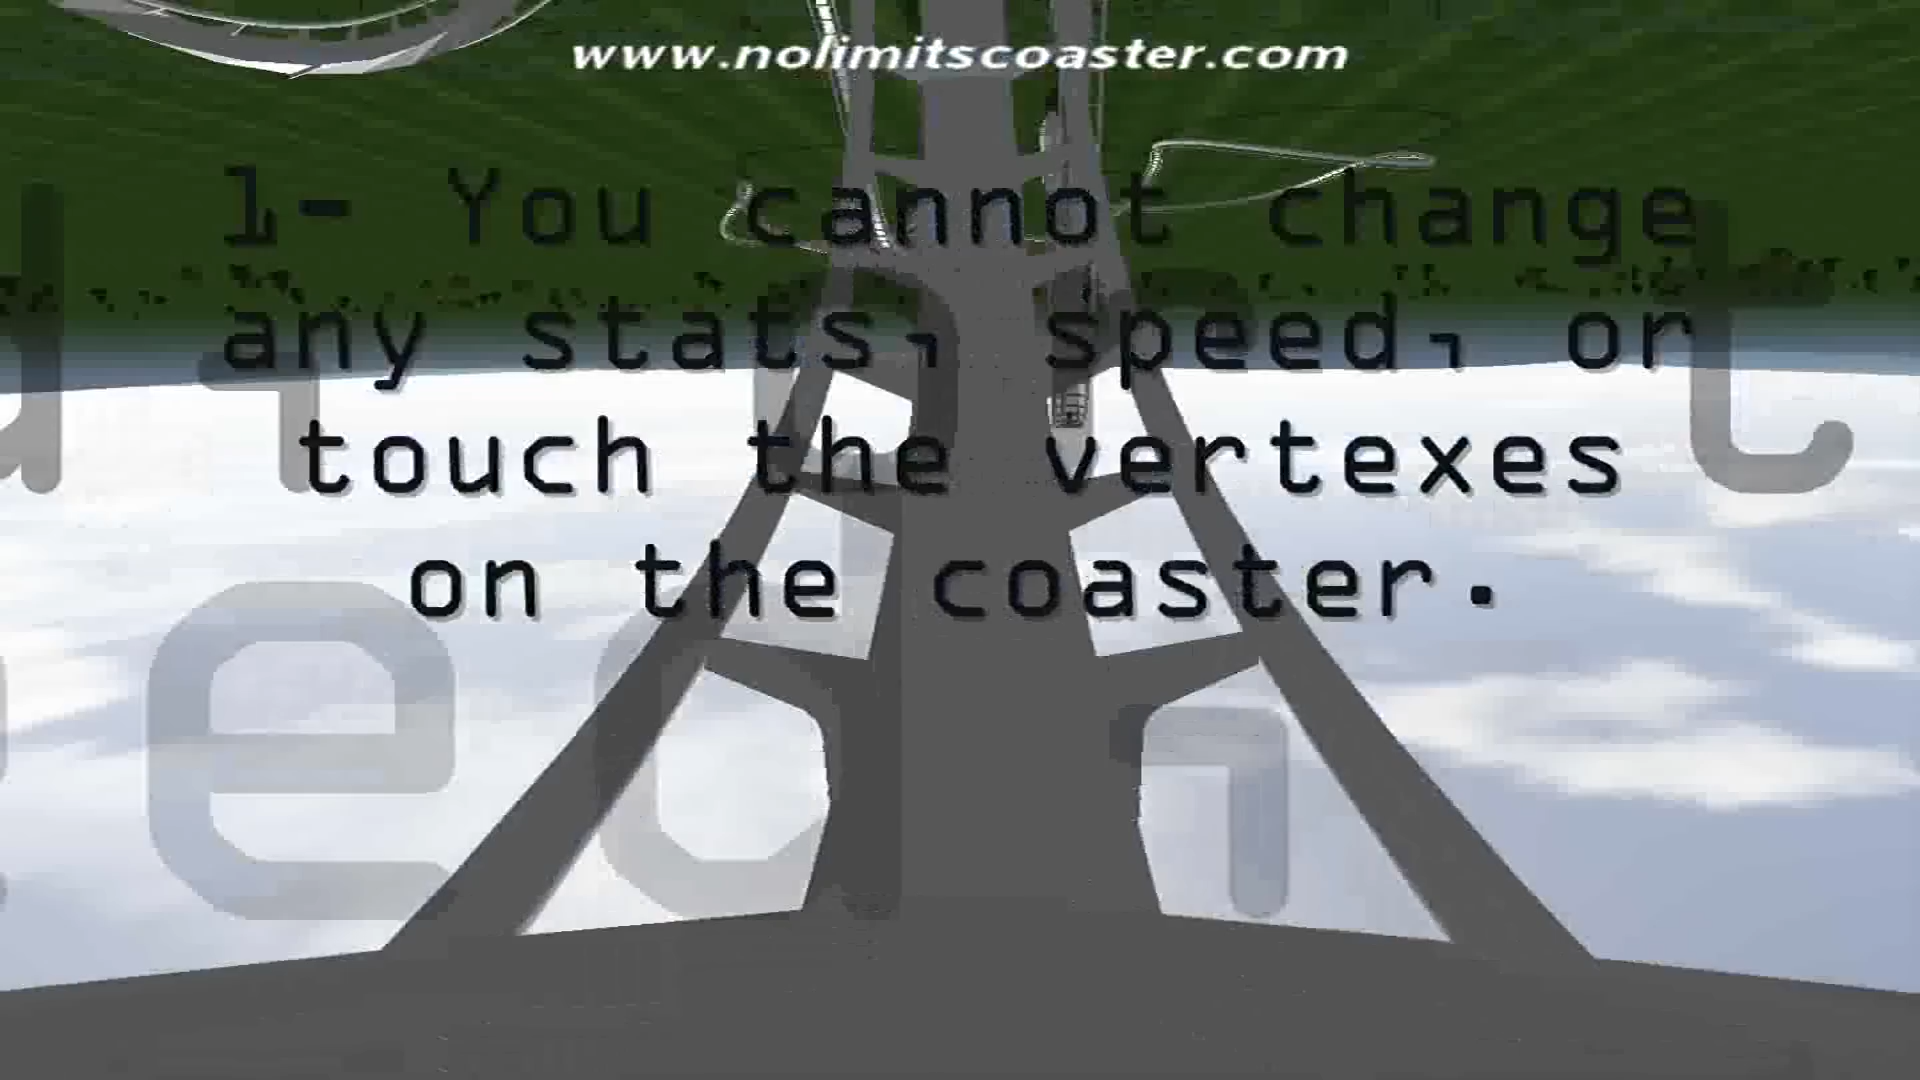 www.nolimitscoaster.com
1- You cannot change
any stats, speed, or
touch the vertexes
on the coaster.